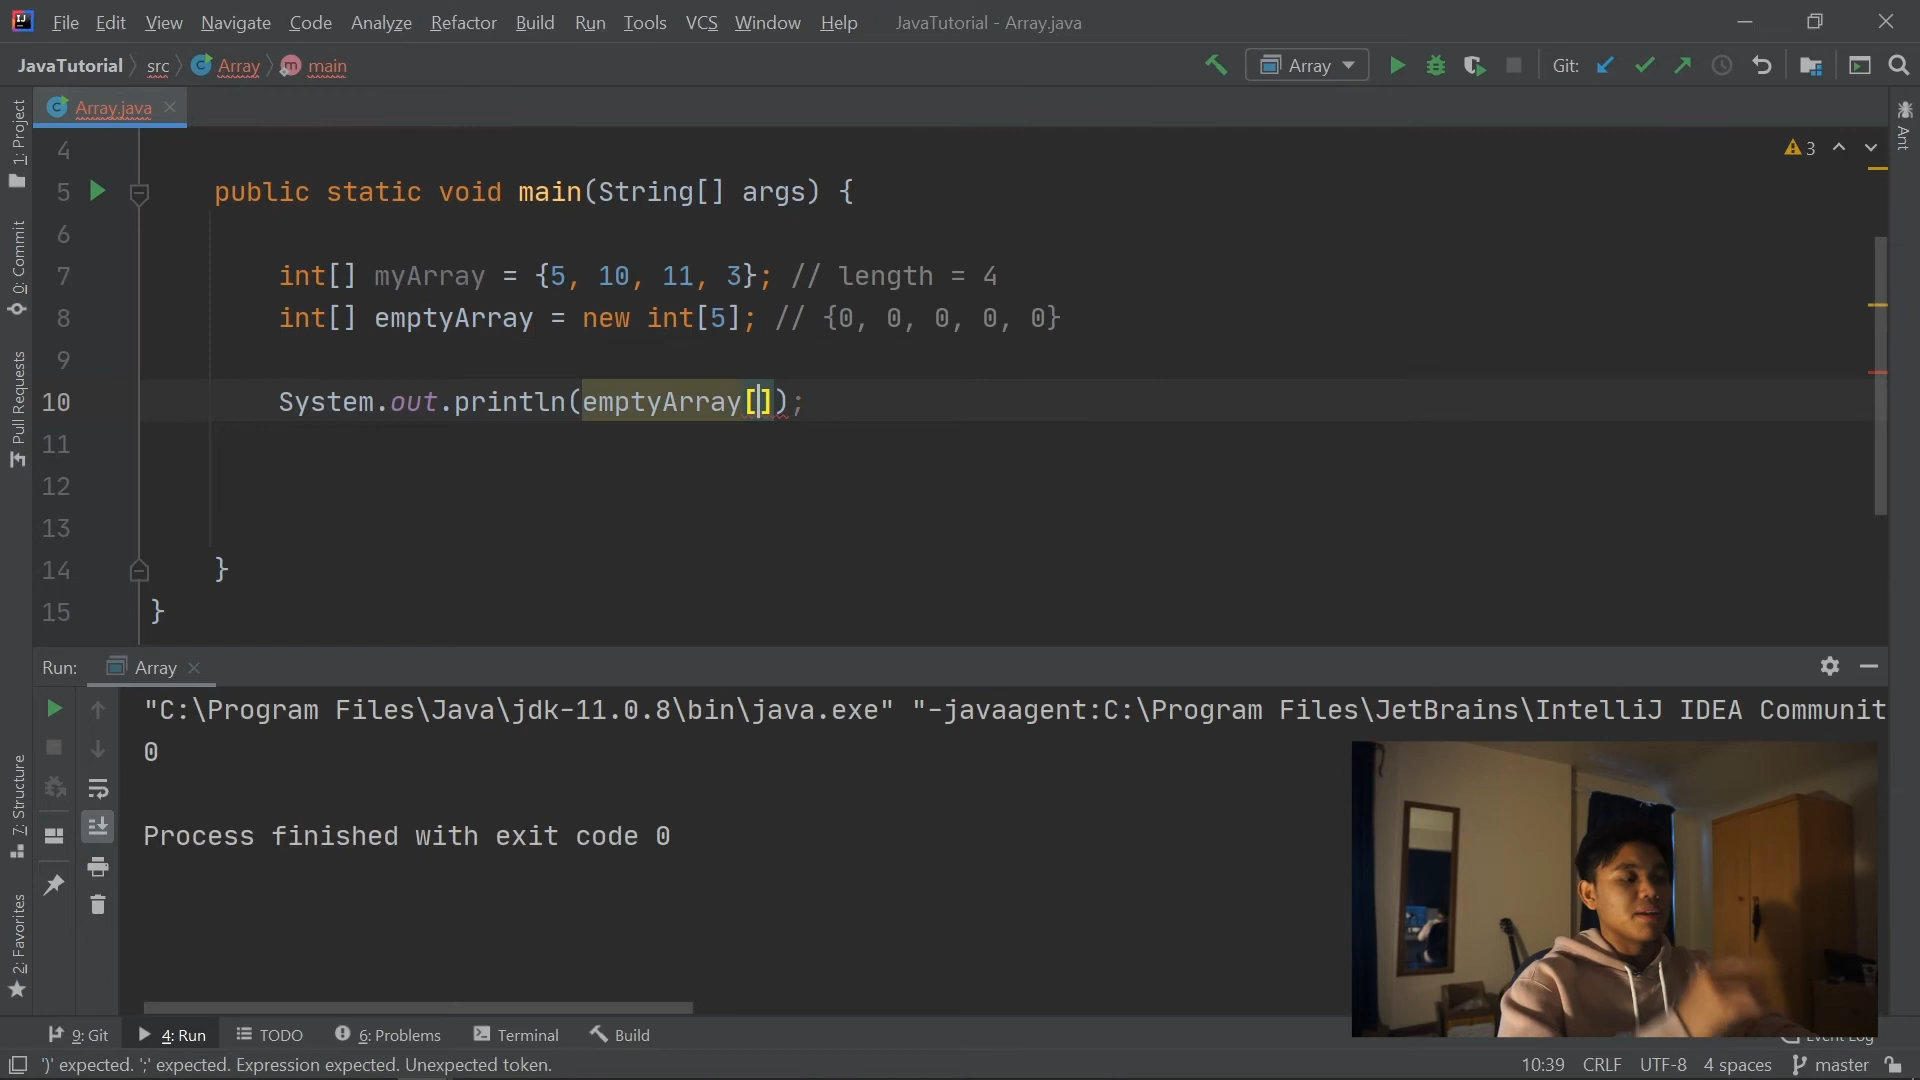 File Edit View Navigate Code Analyze Refactor Build Run Tools VCS Window Help JavaTutorial - Array.java
JavaTutorial src Array main Array Git:
Array.java
1: Project
0: Commit
Pull Requests
7: Structure
2: Favorites
Ant
3
4
5 public static void main(String[] args) {
6
7 int[] myArray = {5, 10, 11, 3}; // length = 4
8 int[] emptyArray = new int[5]; // {0, 0, 0, 0, 0}
9
10 System.out.println(emptyArray[]);
11
12
13
14 }
15 }
Run: Array
"C:\Program Files\Java\jdk-11.0.8\bin\java.exe" "-javaagent:C:\Program Files\JetBrains\IntelliJ IDEA Communit
0
Process finished with exit code 0
9: Git 4: Run TODO 6: Problems Terminal Build Event Log
')' expected. ';' expected. Expression expected. Unexpected token. 10:39 CRLF UTF-8 4 spaces master